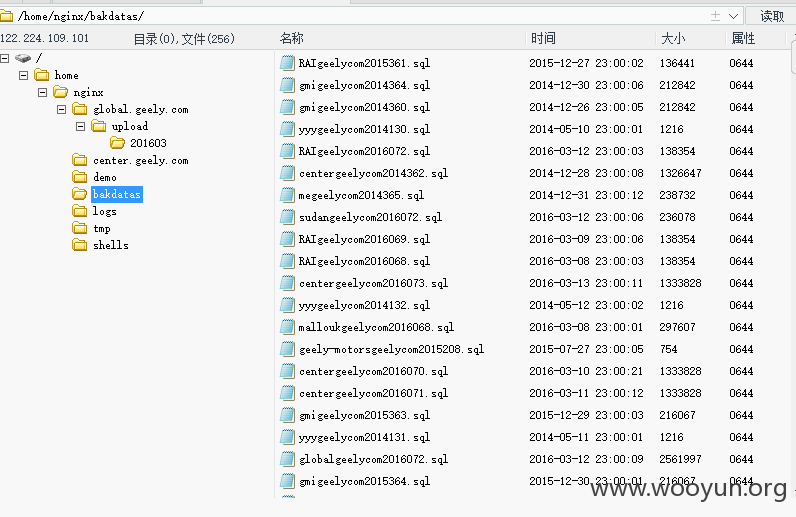 /home/nginx/bakdatas/ 读取
122.224.109.101 目录(0),文件(256) 名称 时间 大小 属性
/
home
nginx
global.geely.com
upload
201603
center.geely.com
demo
bakdatas
logs
tmp
shells
RAIgeelycom2015361.sql 2015-12-27 23:00:02 136441 0644
gmigeelycom2014364.sql 2014-12-30 23:00:06 212842 0644
gmigeelycom2014360.sql 2014-12-26 23:00:05 212842 0644
yyygeelycom2014130.sql 2014-05-10 23:00:01 1216 0644
RAIgeelycom2016072.sql 2016-03-12 23:00:03 138354 0644
centergeelycom2014362.sql 2014-12-28 23:00:08 1326647 0644
megeelycom2014365.sql 2014-12-31 23:00:12 238732 0644
sudangeelycom2016072.sql 2016-03-12 23:00:06 236078 0644
RAIgeelycom2016069.sql 2016-03-09 23:00:06 138354 0644
RAIgeelycom2016068.sql 2016-03-08 23:00:03 138354 0644
centergeelycom2016073.sql 2016-03-13 23:00:11 1333828 0644
yyygeelycom2014132.sql 2014-05-12 23:00:02 1216 0644
malloukgeelycom2016068.sql 2016-03-08 23:00:01 297607 0644
geely-motorsgeelycom2015208.sql 2015-07-27 23:00:05 754 0644
centergeelycom2016070.sql 2016-03-10 23:00:21 1333828 0644
centergeelycom2016071.sql 2016-03-11 23:00:12 1333828 0644
gmigeelycom2015363.sql 2015-12-29 23:00:03 216067 0644
yyygeelycom2014131.sql 2014-05-11 23:00:01 1216 0644
globalgeelycom2016072.sql 2016-03-12 23:00:09 2561997 0644
gmigeelycom2015364.sql 2015-12-30 23:00:01 216067 0644
www.wooyun.org